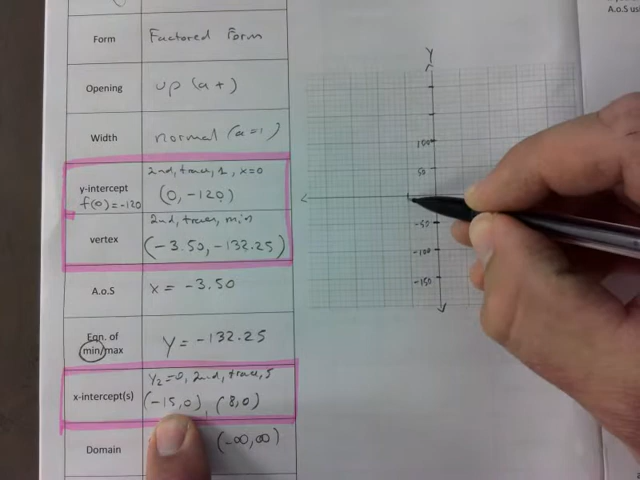 A.o.S usi
Form
Factored Form
Opening
up (a +)
Width
normal (a=1)
y-intercept
f(0) = -120
2nd, trace, 1, x=0
(0, -120)
vertex
2nd, trace, min
(-3.50, -132.25)
A.o.S
x = -3.50
Eqn. of
min/max
y = -132.25
x-intercept(s)
Y₂=0, 2nd, trace, 5
(-15,0), (8,0)
Domain
(-∞,∞)
Y
100
50
-50
-100
-150